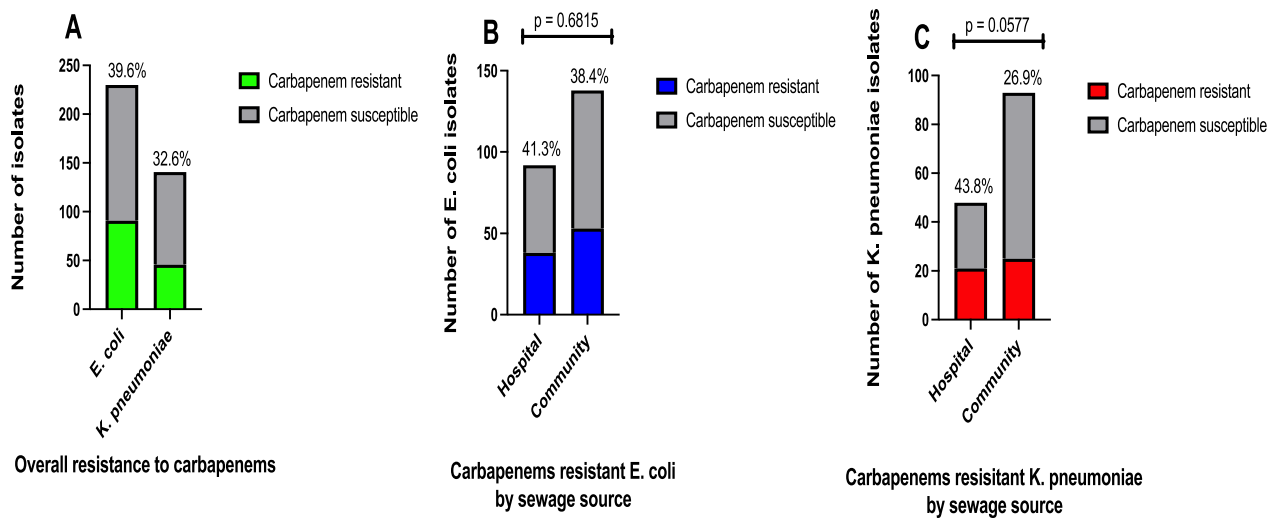 A
Number of isolates
250
200
150
100
50
0
39.6%
32.6%
E. coli
K. pneumoniae
Carbapenem resistant
Carbapenem susceptible
Overall resistance to carbapenems
B
p = 0.6815
Number of E. coli isolates
150
100
50
0
41.3%
38.4%
Hospital
Community
Carbapenem resistant
Carbapenem susceptible
Carbapenems resistant E. coli
by sewage source
C
p = 0.0577
Number of K. pneumoniae isolates
100
80
60
40
20
0
43.8%
26.9%
Hospital
Community
Carbapenem resistant
Carbapenem susceptible
Carbapenems resisitant K. pneumoniae
by sewage source